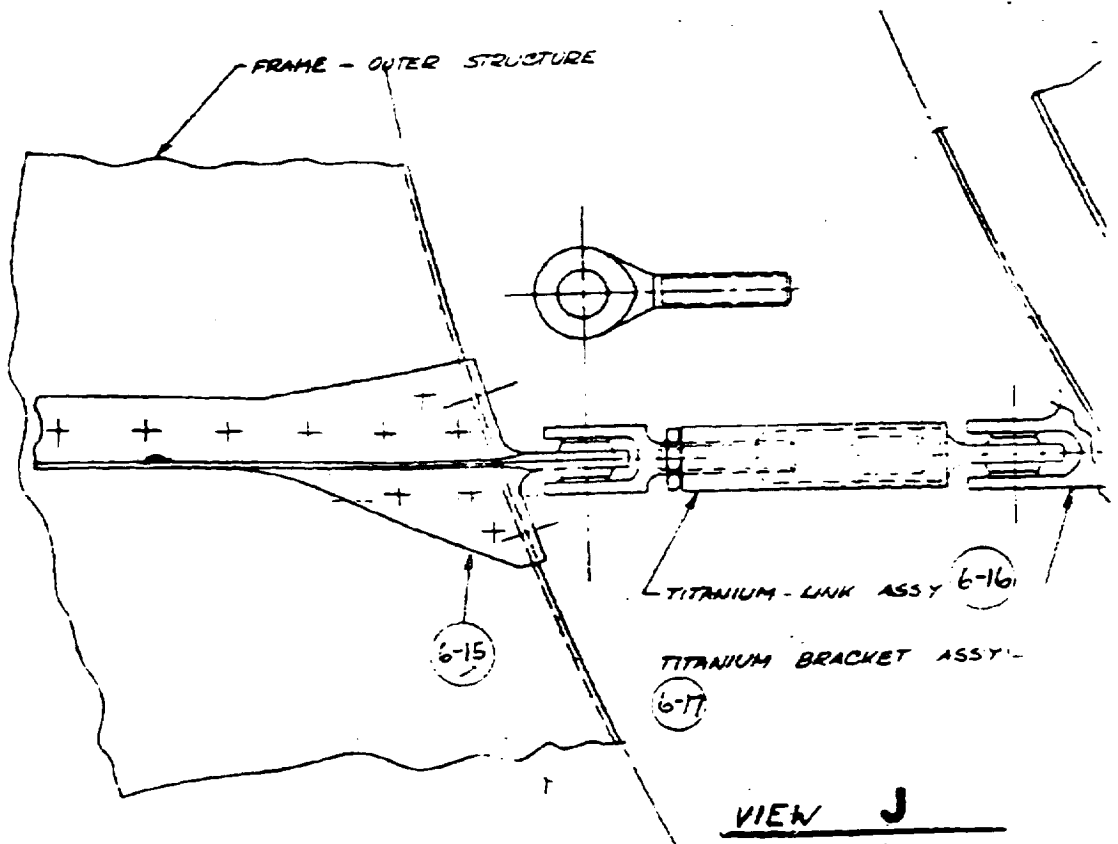 FRAME - OUTER STRUCTURE
TITANIUM - LINK ASSY 6-16
6-15
TITANIUM BRACKET ASSY -
6-17
VIEW J